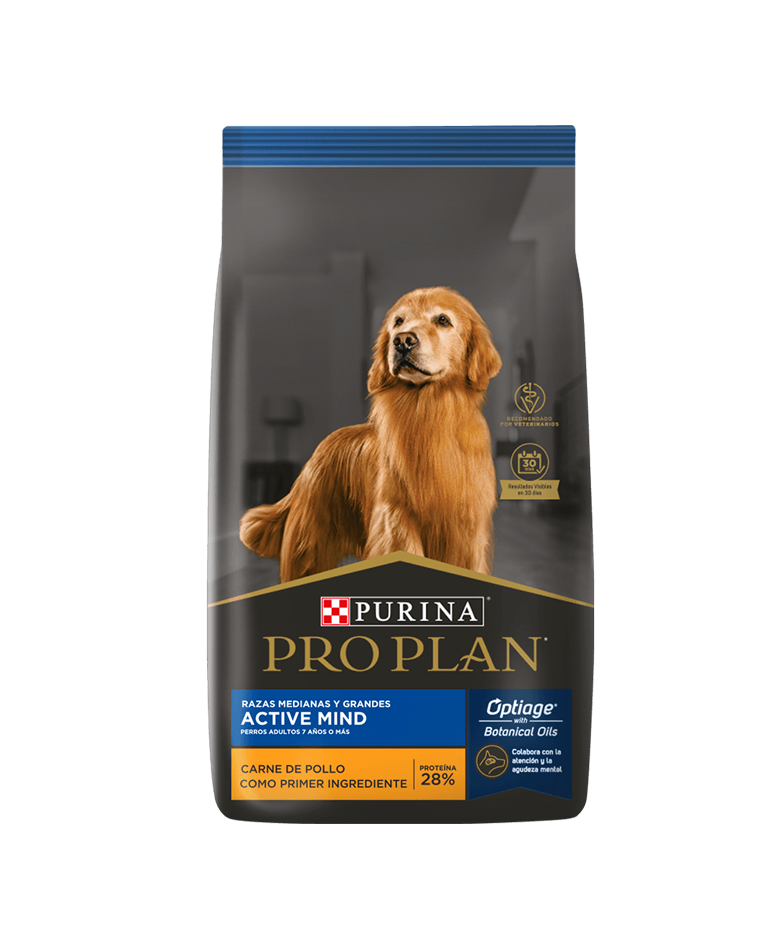 RECOMENDADO
POR VETERINARIOS
30
DÍAS
Resultados Visibles
en 30 días
PURINA®
PRO PLAN®
RAZAS MEDIANAS Y GRANDES
ACTIVE MIND
PERROS ADULTOS 7 AÑOS O MÁS
CARNE DE POLLO
COMO PRIMER INGREDIENTE
PROTEÍNA
28%
Optiage®
with
Botanical Oils
Colabora con la
atención y la
agudeza mental